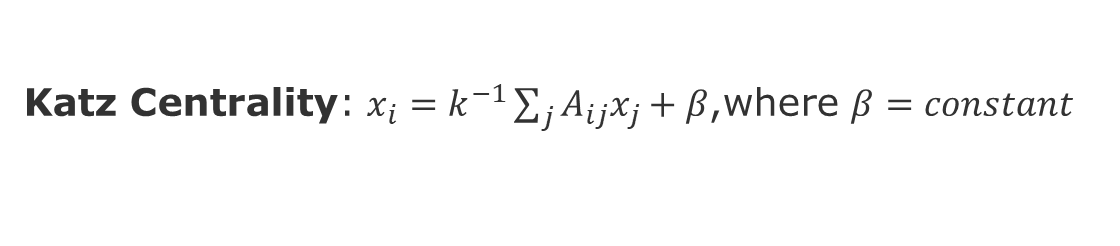 Katz Centrality: xᵢ = k⁻¹∑ⱼ Aᵢⱼxⱼ + β,where β = constant